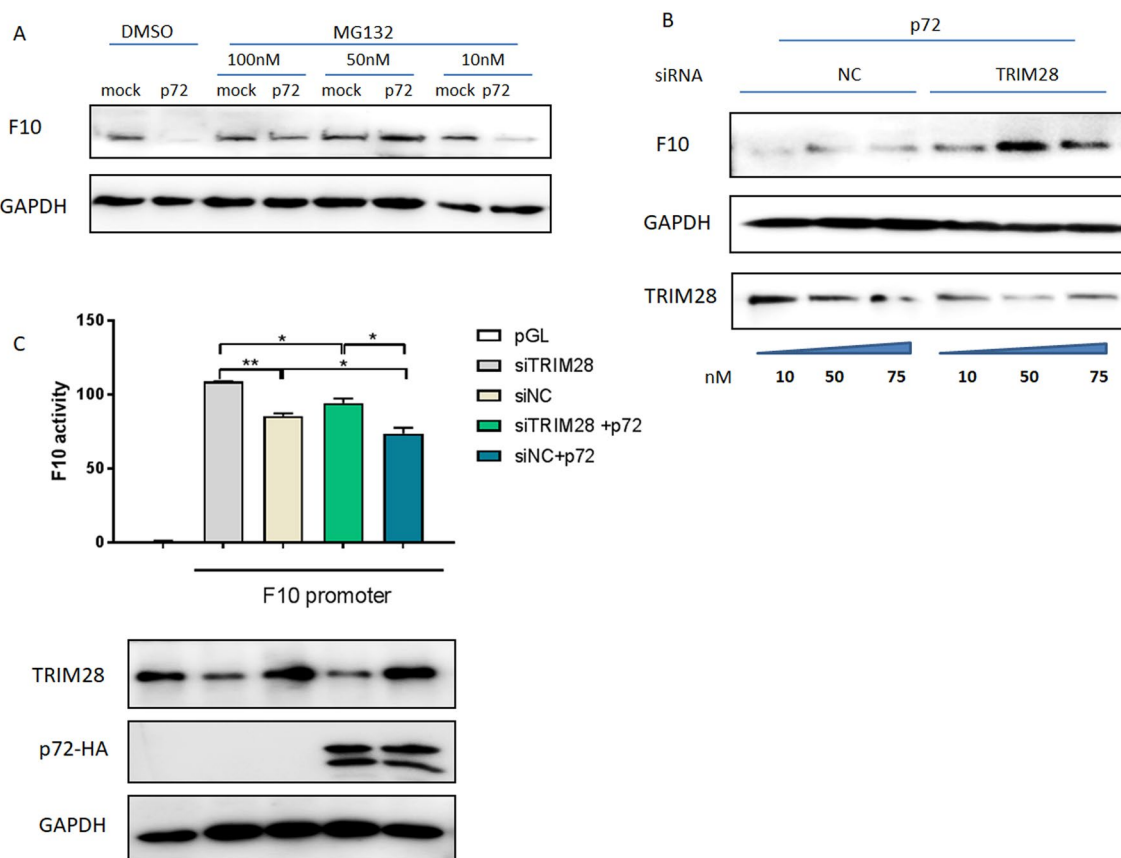 A
DMSO MG132
100nM 50nM 10nM
mock p72 mock p72 mock p72 mock p72
F10
GAPDH
B
p72
siRNA NC TRIM28
F10
GAPDH
TRIM28
nM 10 50 75 10 50 75
C
150
100
50
0
F10 activity
* *
** *
pGL
siTRIM28
siNC
siTRIM28 +p72
siNC+p72
F10 promoter
TRIM28
p72-HA
GAPDH